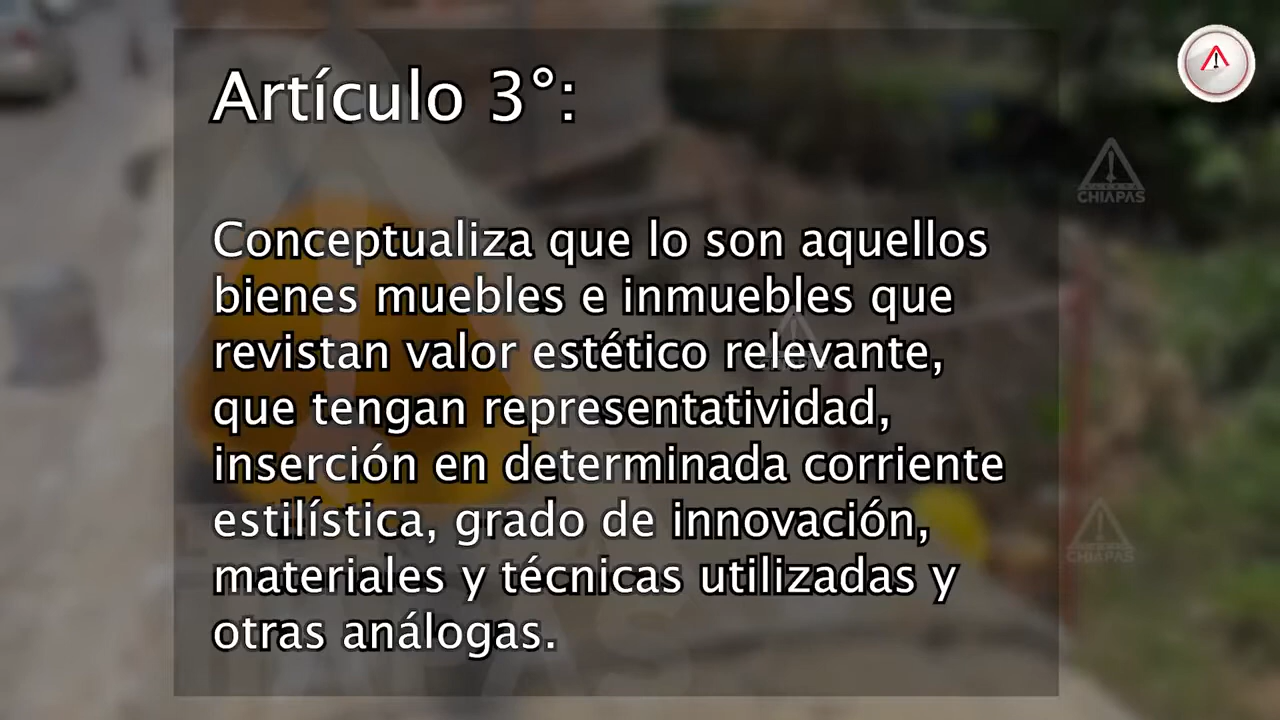 Artículo 3°:
Conceptualiza que lo son aquellos
bienes muebles e inmuebles que
revistan valor estético relevante,
que tengan representatividad,
inserción en determinada corriente
estilística, grado de innovación,
materiales y técnicas utilizadas y
otras análogas.
CHIAPAS
CHIAPAS